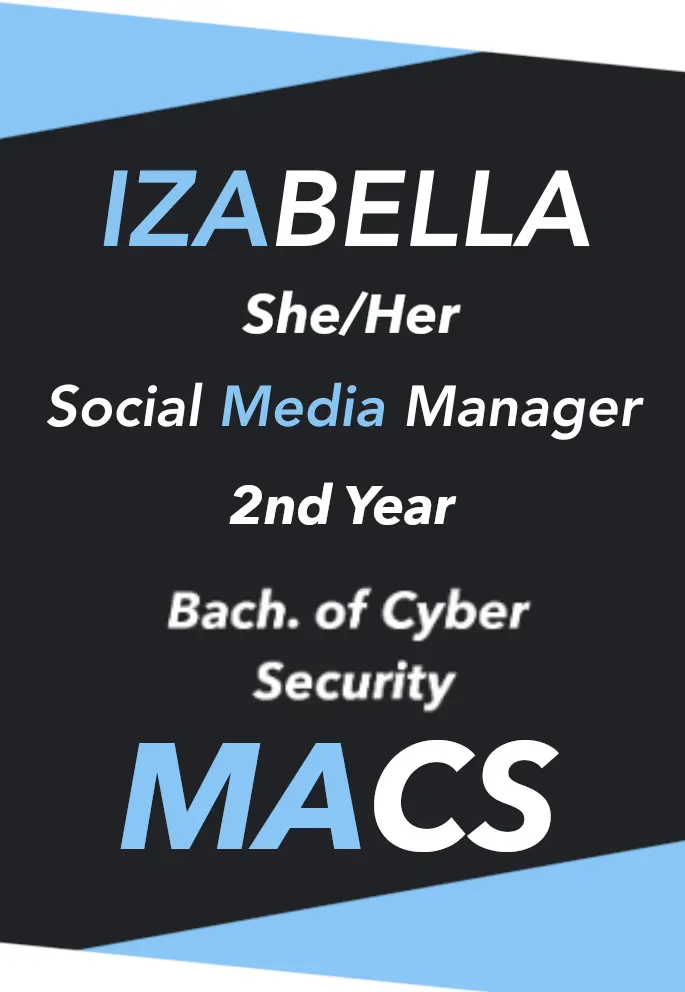 IZABELLA
She/Her
Social Media Manager
2nd Year
Bach. of Cyber
Security
MACS